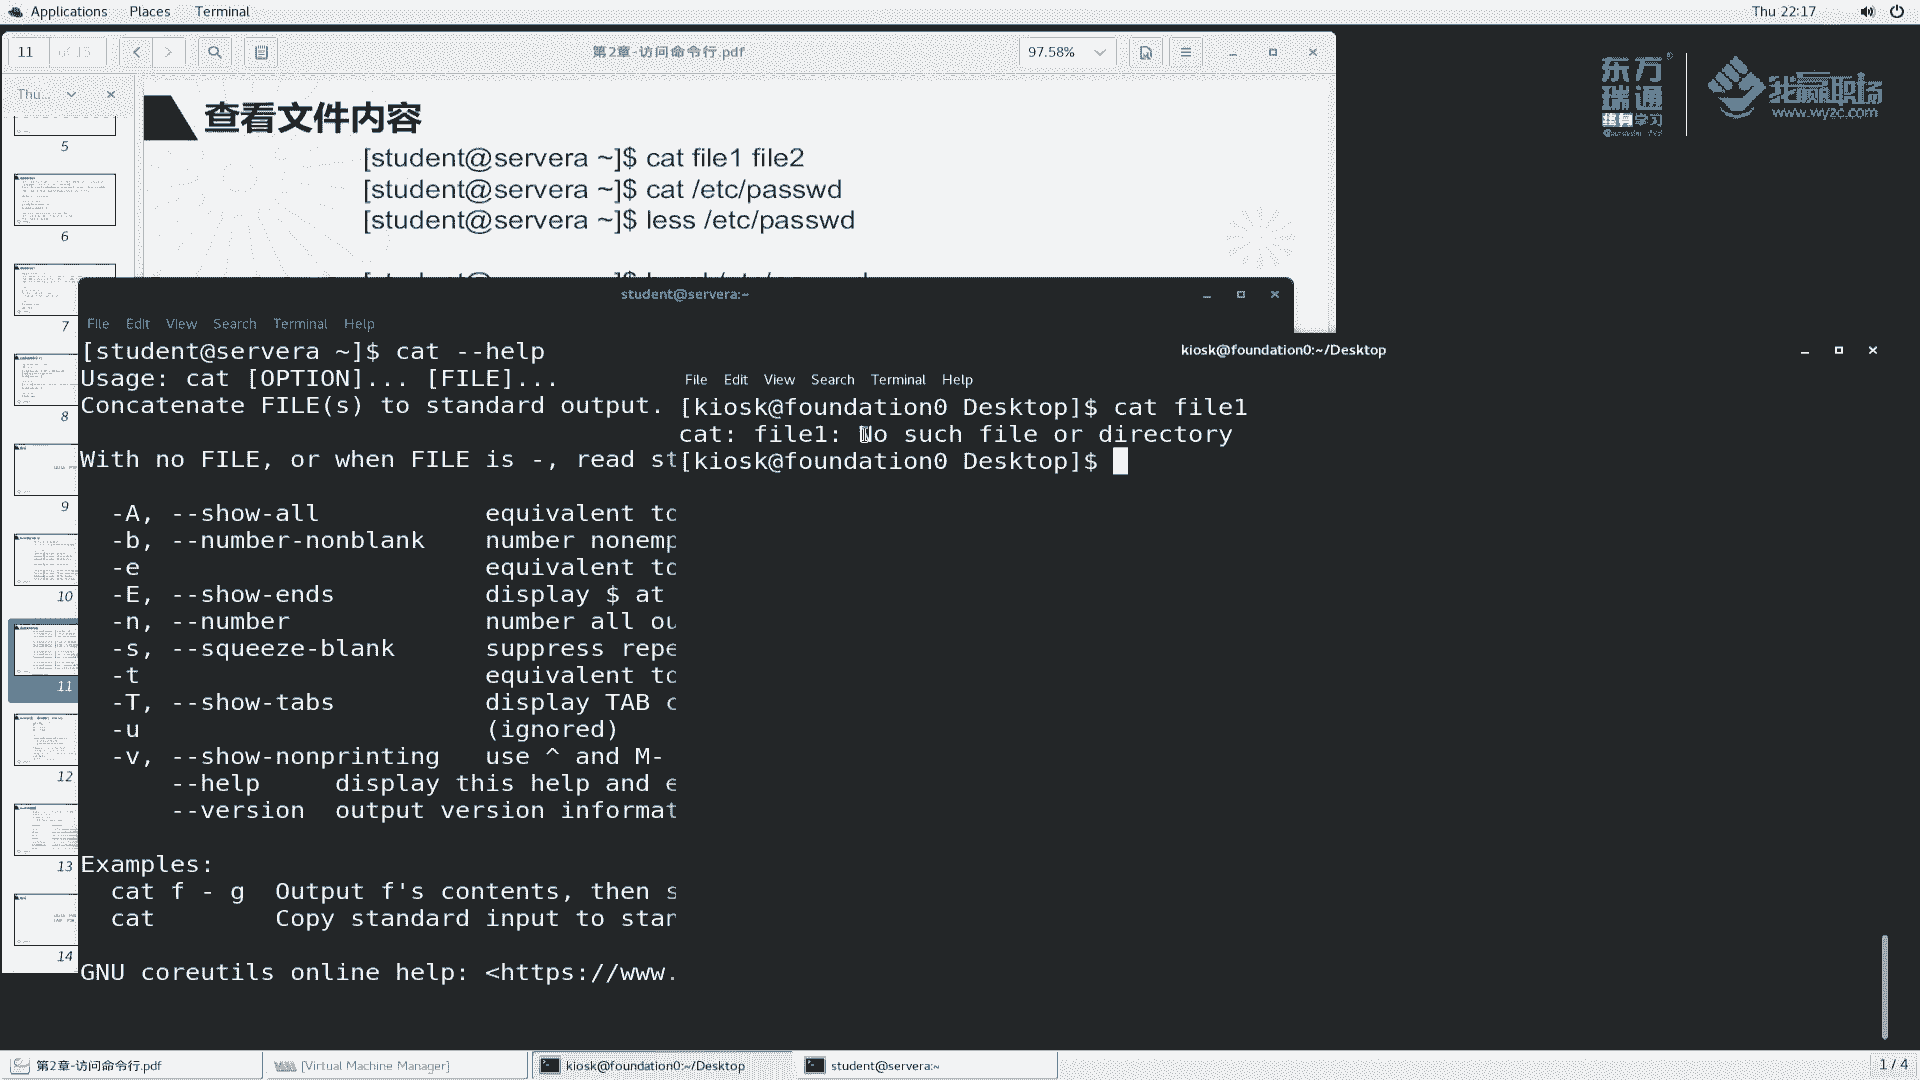 Applications Places Terminal
Thu 22:17
11 of 15
第2章-访问命令行.pdf
97.58%
Thu...
5
6
7
8
9
10
11
12
13
14
查看文件内容
[student@servera ~]$ cat file1 file2
[student@servera ~]$ cat /etc/passwd
[student@servera ~]$ less /etc/passwd
东方瑞通
终身学习
我赢职场
www.wyzc.com
student@servera:~
File Edit View Search Terminal Help
[student@servera ~]$ cat --help
Usage: cat [OPTION]... [FILE]...
Concatenate FILE(s) to standard output.
With no FILE, or when FILE is -, read st
-A, --show-all equivalent to
-b, --number-nonblank number nonemp
-e equivalent to
-E, --show-ends display $ at
-n, --number number all ou
-s, --squeeze-blank suppress repe
-t equivalent to
-T, --show-tabs display TAB c
-u (ignored)
-v, --show-nonprinting use ^ and M-
--help display this help and e
--version output version informat
Examples:
cat f - g Output f's contents, then s
cat Copy standard input to stan
GNU coreutils online help: <https://www.
kiosk@foundation0:~/Desktop
File Edit View Search Terminal Help
[kiosk@foundation0 Desktop]$ cat file1
cat: file1: No such file or directory
[kiosk@foundation0 Desktop]$
第2章-访问命令行.pdf
[Virtual Machine Manager]
kiosk@foundation0:~/Desktop
student@servera:~
1 / 4